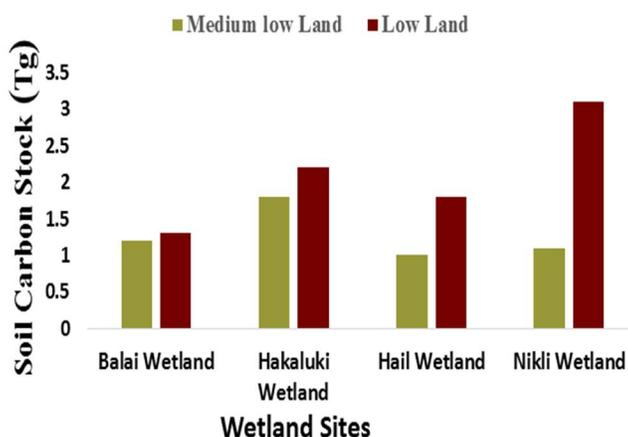 Medium low Land Low Land
Soil Carbon Stock (Tg)
3.5
3
2.5
2
1.5
1
0.5
0
Balai Wetland Hakaluki Wetland Hail Wetland Nikli Wetland
Wetland Sites